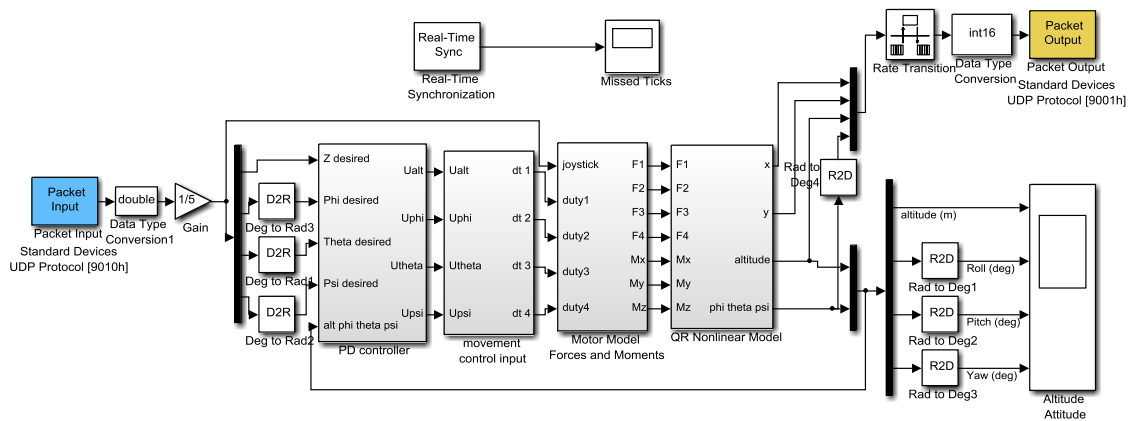 Real-Time
Sync
Real-Time
Synchronization
Missed Ticks
Rate Transition
int16
Data Type
Conversion
Packet
Output
Packet Output
Standard Devices
UDP Protocol [9001h]
Packet
Input
Packet Input
Standard Devices
UDP Protocol [9010h]
double
Data Type
Conversion1
1/5
Gain
D2R
Deg to Rad3
D2R
Deg to Rad1
D2R
Deg to Rad2
Z desired
Phi desired
Theta desired
Psi desired
alt phi theta psi
Ualt
Uphi
Utheta
Upsi
PD controller
Ualt
Uphi
Utheta
Upsi
dt 1
dt 2
dt 3
dt 4
movement
control input
joystick
duty1
duty2
duty3
duty4
F1
F2
F3
F4
Mx
My
Mz
Motor Model
Forces and Moments
F1
F2
F3
F4
Mx
My
Mz
x
y
altitude
phi theta psi
QR Nonlinear Model
Rad to
Deg4
R2D
altitude (m)
R2D
Roll (deg)
Rad to Deg1
R2D
Pitch (deg)
Rad to Deg2
R2D
Yaw (deg)
Rad to Deg3
Altitude
Attitude